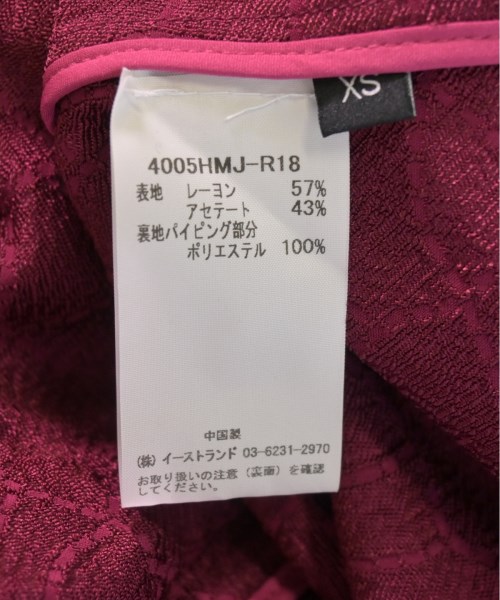 XS
4005HMJ-R18
表地 レーヨン 57%
アセテート 43%
裏地パイピング部分
ポリエステル 100%
中国製
(株) イーストランド 03-6231-2970
お取り扱いの注意 (裏面) を確認
してください。